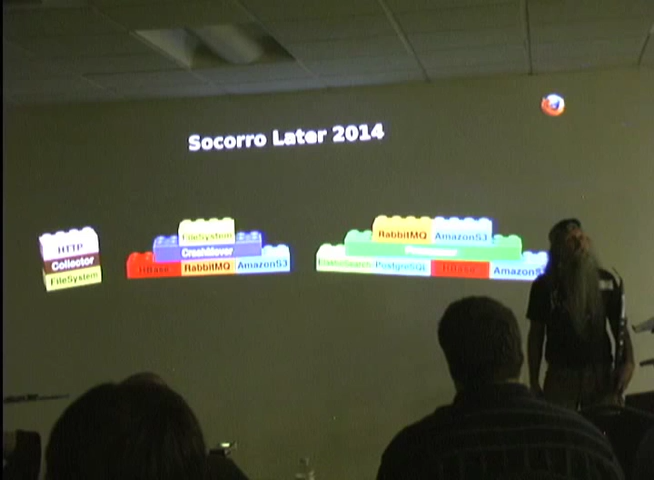 Socorro Later 2014
HTTP
Collector
FileSystem
FileSystem
CrashMover
HBase RabbitMQ AmazonS3
RabbitMQ AmazonS3
ElasticSearch PostgreSQL HBase AmazonS3